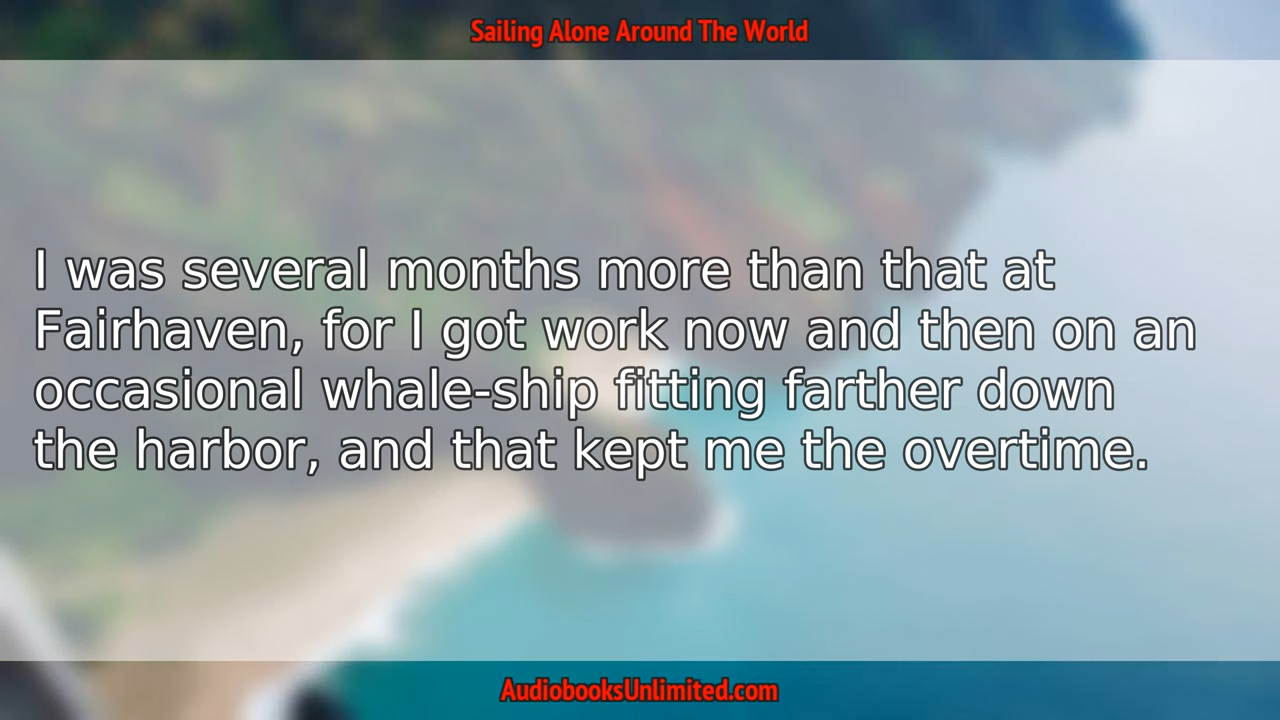 Sailing Alone Around The World
I was several months more than that at
Fairhaven, for I got work now and then on an
occasional whale-ship fitting farther down
the harbor, and that kept me the overtime.
AudiobooksUnlimited.com